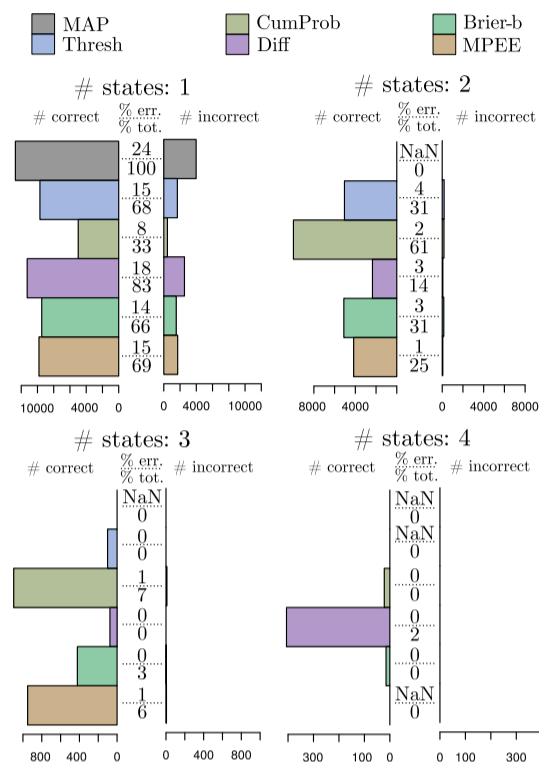 MAP CumProb Brier-b
Thresh Diff MPEE
# states: 1
# correct % err. % tot. # incorrect
24
100
15
68
8
33
18
83
14
66
15
69
10000 4000 0 0 4000 10000
# states: 2
# correct % err. % tot. # incorrect
NaN
0
4
31
2
61
3
14
3
31
1
25
8000 4000 0 4000 8000
# states: 3
# correct % err. % tot. # incorrect
NaN
0
0
0
1
7
0
0
0
3
1
6
800 400 0 0 400 800
# states: 4
# correct % err. % tot. # incorrect
NaN
0
NaN
0
0
0
0
2
0
0
NaN
0
300 100 0 0 100 300